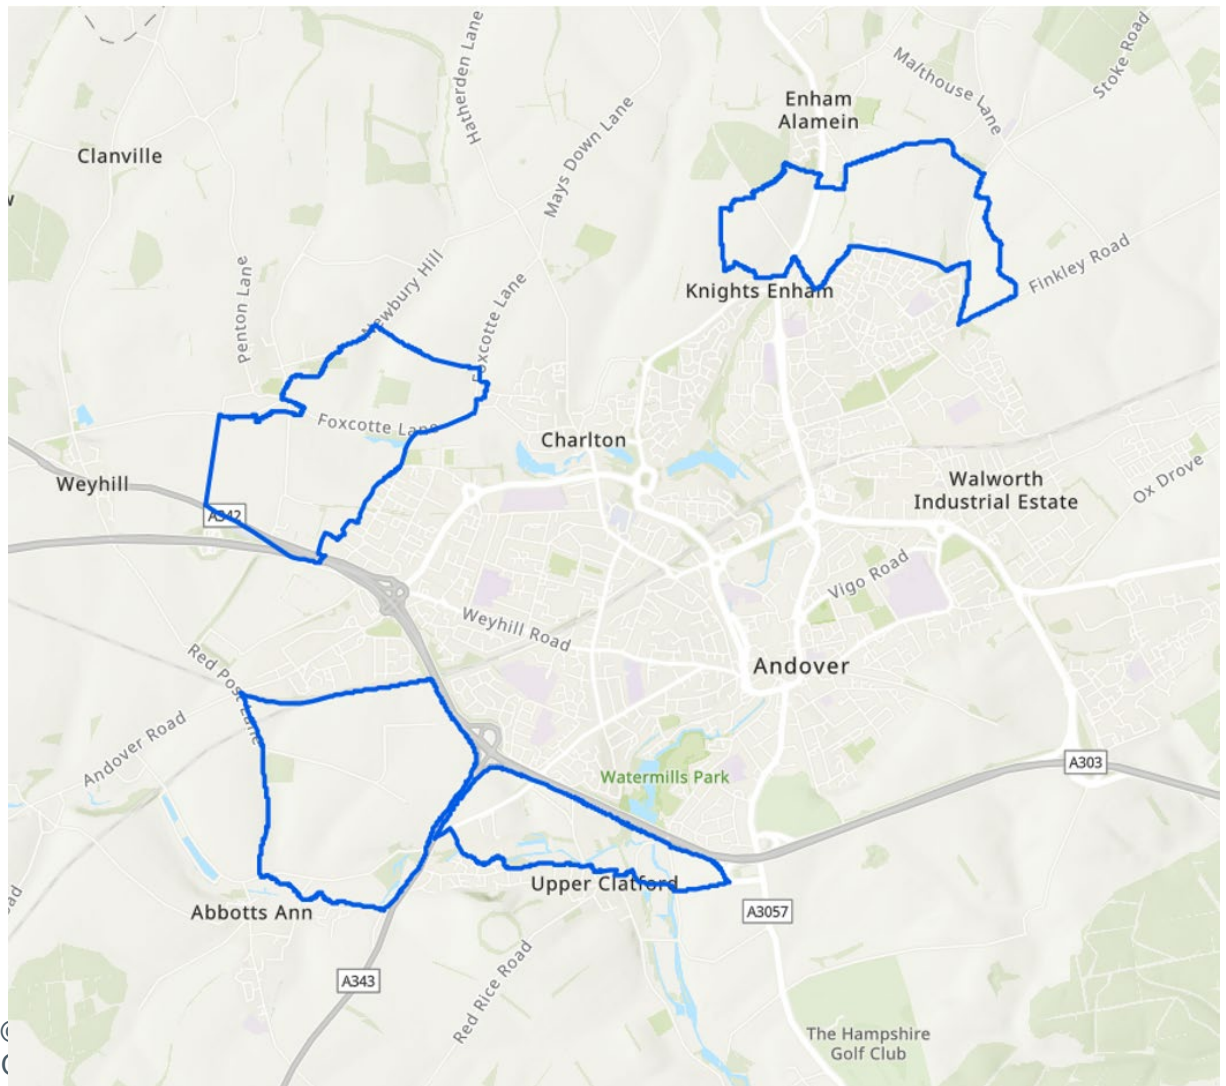 Hatherden Lane
Stoke Road
Malthouse Lane
Enham
Alamein
Mays Down Lane
Clanville
Newbury Hill
Penton Lane
Foxcotte Lane
Finkley Road
Knights Enham
Foxcotte Lane
Charlton
Weyhill
Walworth
Industrial Estate
Ox Drove
A342
Vigo Road
Weyhill Road
Andover
Red Post Lane
Andover Road
A303
Watermills Park
Upper Clatford
Abbotts Ann
A3057
A343
Red Rice Road
The Hampshire
Golf Club